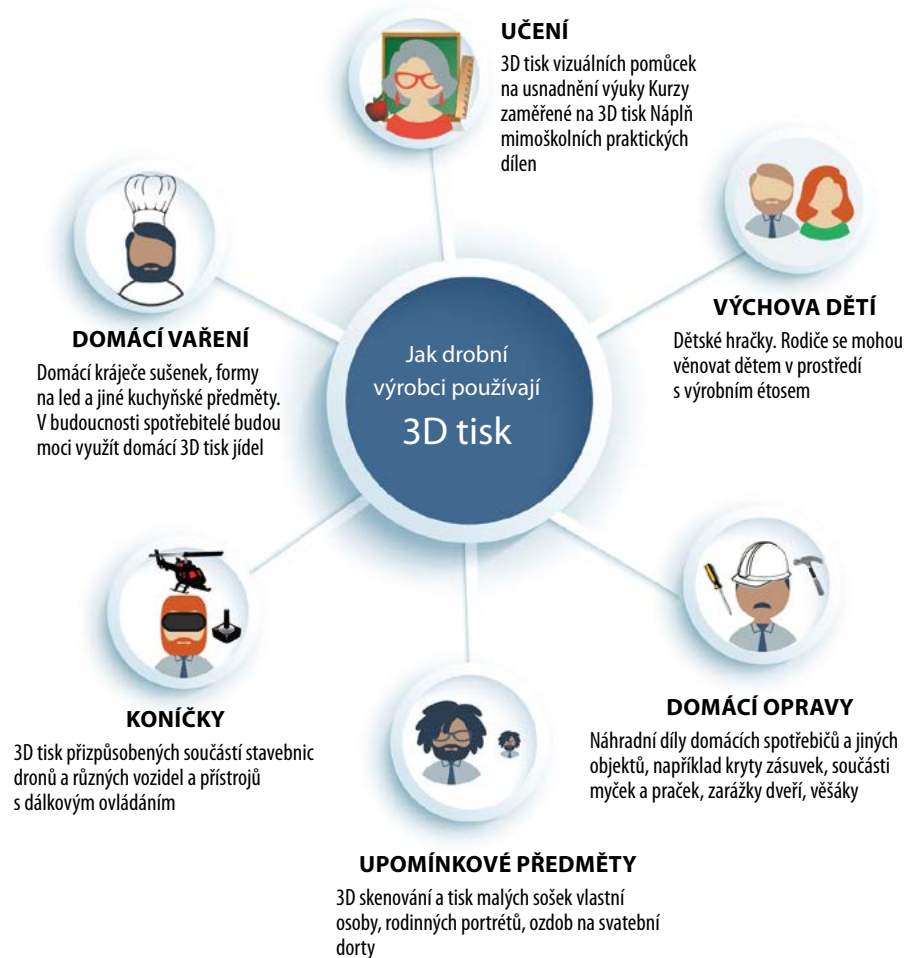 UČENÍ
3D tisk vizuálních pomůcek
na usnadnění výuky Kurzy
zaměřené na 3D tisk Náplň
mimoškolních praktických
dílen
VÝCHOVA DĚTÍ
Dětské hračky. Rodiče se mohou
věnovat dětem v prostředí
s výrobním étosem
DOMÁCÍ VAŘENÍ
Domácí kráječe sušenek, formy
na led a jiné kuchyňské předměty.
V budoucnosti spotřebitelé budou
moci využít domácí 3D tisk jídel
Jak drobní
výrobci používají
3D tisk
KONÍČKY
3D tisk přizpůsobených součástí stavebnic
dronů a různých vozidel a přístrojů
s dálkovým ovládáním
DOMÁCÍ OPRAVY
Náhradní díly domácích spotřebičů a jiných
objektů, například kryty zásuvek, součásti
myček a praček, zarážky dveří, věšáky
UPOMÍNKOVÉ PŘEDMĚTY
3D skenování a tisk malých sošek vlastní
osoby, rodinných portrétů, ozdob na svatební
dorty